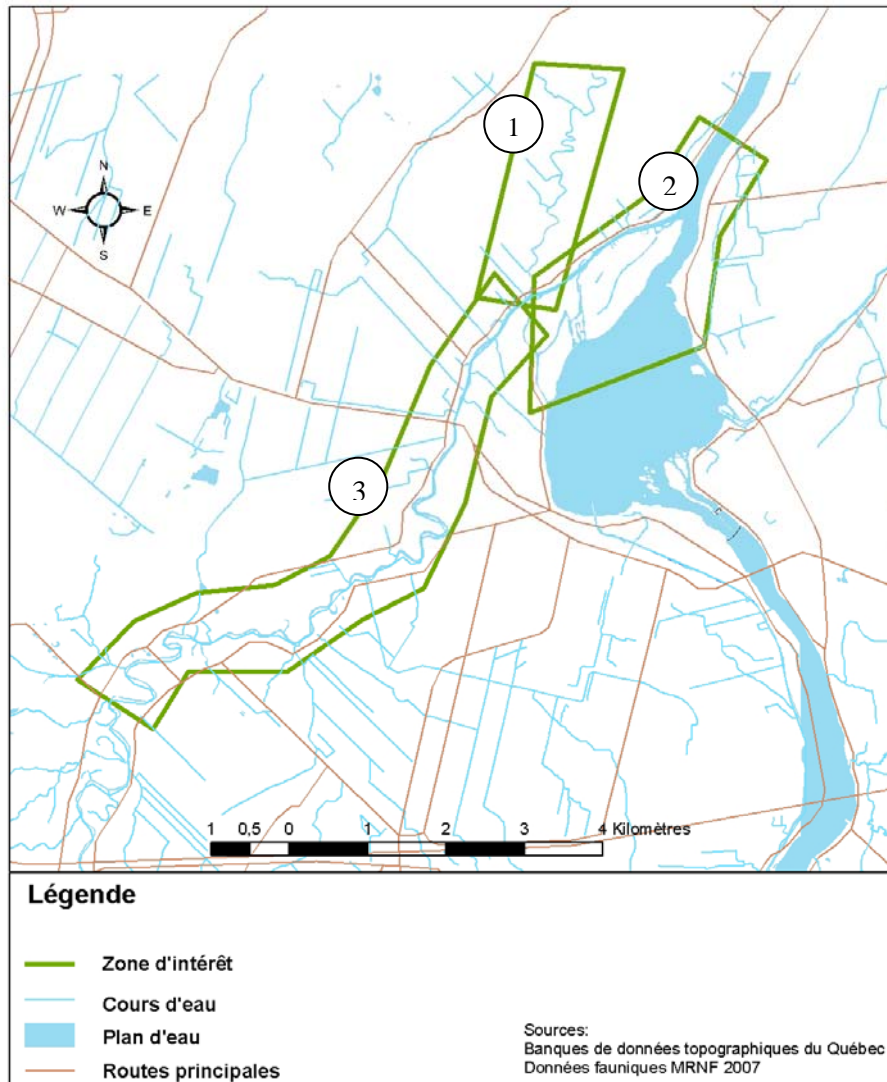 1
2
N
W E
S
3
1 0,5 0 1 2 3 4 Kilomètres
Légende
Zone d'intérêt
Cours d'eau
Plan d'eau
Routes principales
Sources:
Banques de données topographiques du Québec
Données fauniques MRNF 2007